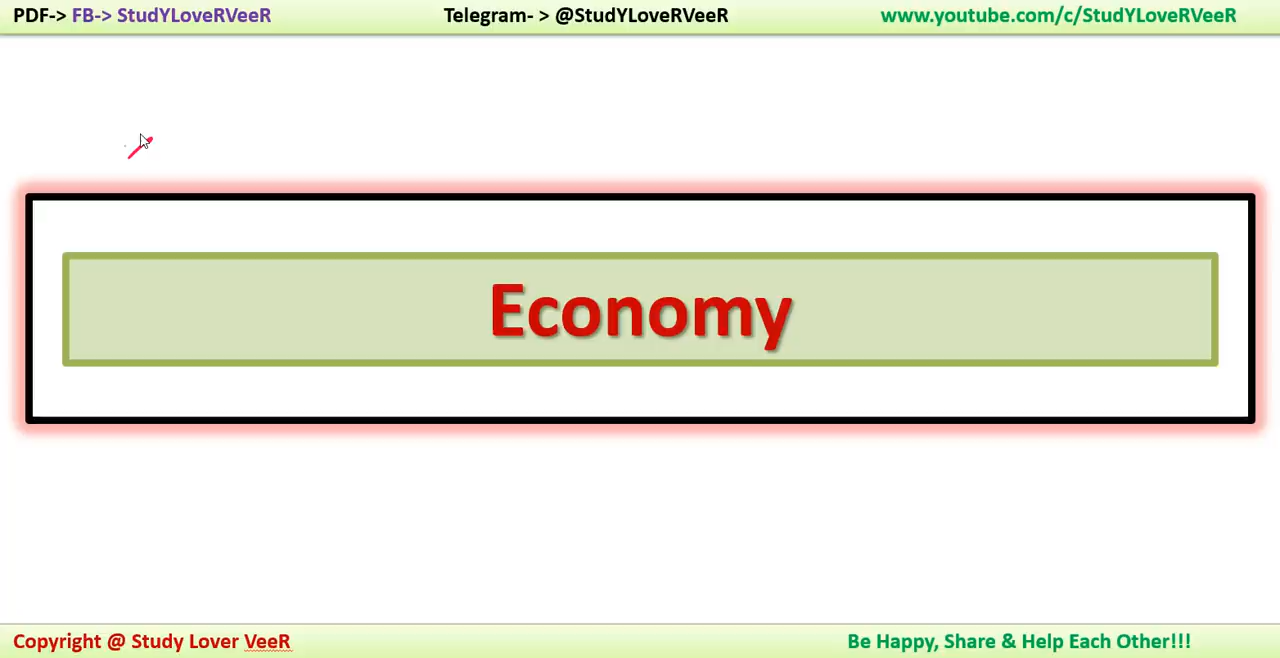 PDF-> FB-> StudYLoveRVeeR Telegram- > @StudYLoveRVeeR www.youtube.com/c/StudYLoveRVeeR
Economy
Copyright @ Study Lover VeeR Be Happy, Share & Help Each Other!!!